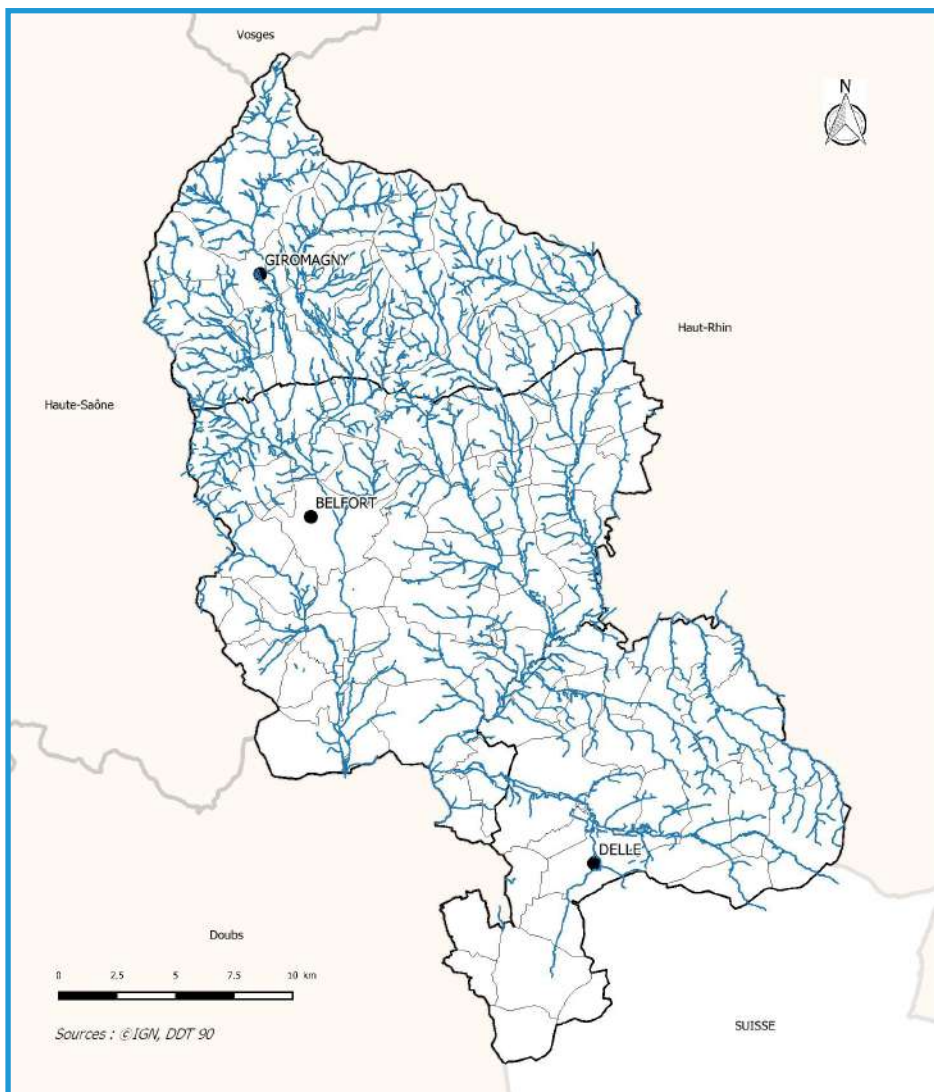 Vosges
N
GIROMAGNY
Haut-Rhin
Haute-Saône
BELFORT
DELLE
Doubs
0 2.5 5 7.5 10 km
SUISSE
Sources : ©IGN, DDT 90